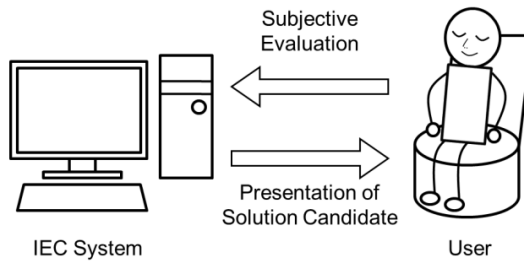 Subjective
Evaluation
Presentation of
Solution Candidate
IEC System
User